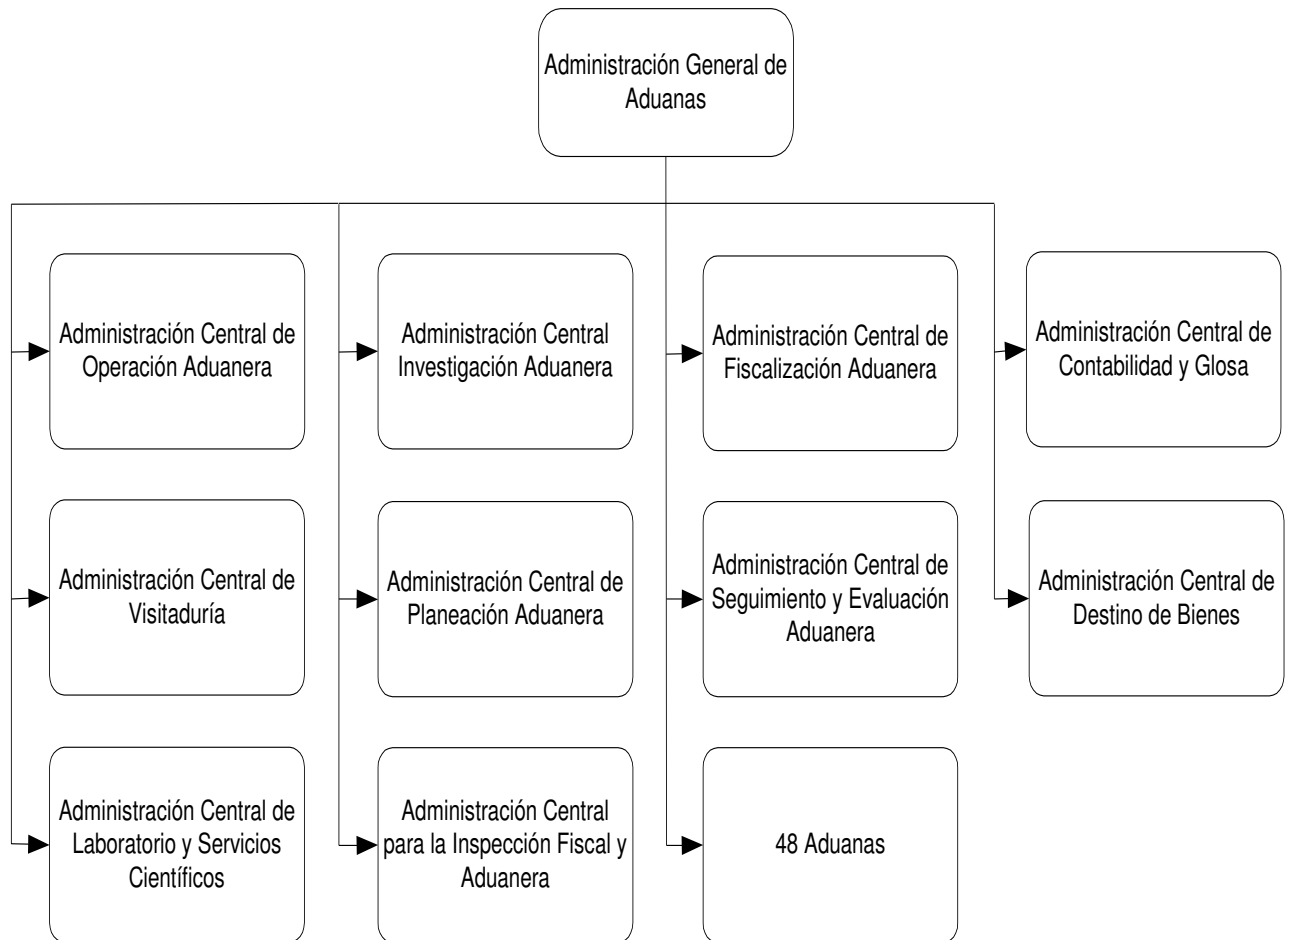 Administración General de
Aduanas
Administración Central de
Operación Aduanera
Administración Central
Investigación Aduanera
Administración Central de
Fiscalización Aduanera
Administración Central de
Contabilidad y Glosa
Administración Central de
Visitaduría
Administración Central de
Planeación Aduanera
Administración Central de
Seguimiento y Evaluación
Aduanera
Administración Central de
Destino de Bienes
Administración Central de
Laboratorio y Servicios
Científicos
Administración Central
para la Inspección Fiscal y
Aduanera
48 Aduanas